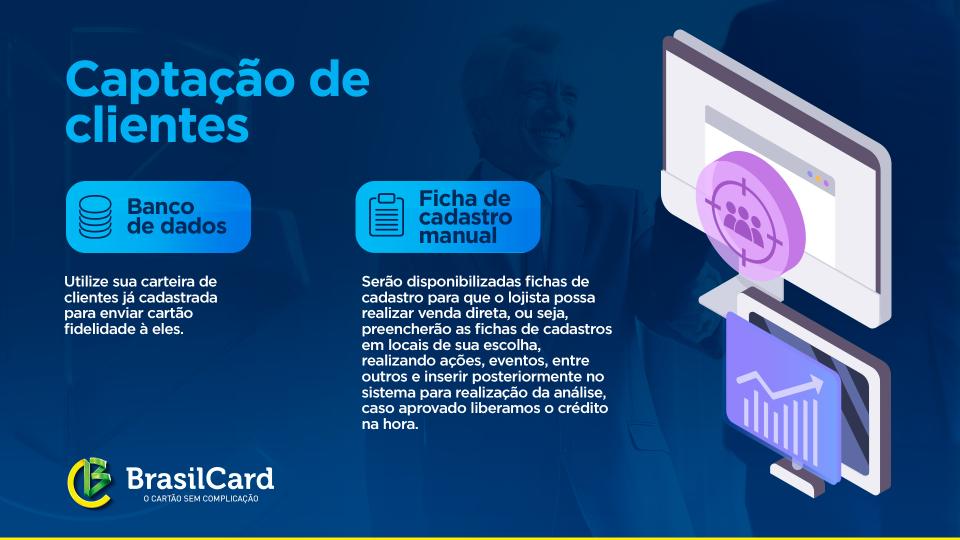 Captação de
clientes
Banco
de dados
Utilize sua carteira de
clientes já cadastrada
para enviar cartão
fidelidade à eles.
Ficha de
cadastro
manual
Serão disponibilizadas fichas de
cadastro para que o lojista possa
realizar venda direta, ou seja,
preencherão as fichas de cadastros
em locais de sua escolha,
realizando ações, eventos, entre
outros e inserir posteriormente no
sistema para realização da análise,
caso aprovado liberamos o crédito
na hora.
BrasilCard
O CARTÃO SEM COMPLICAÇÃO